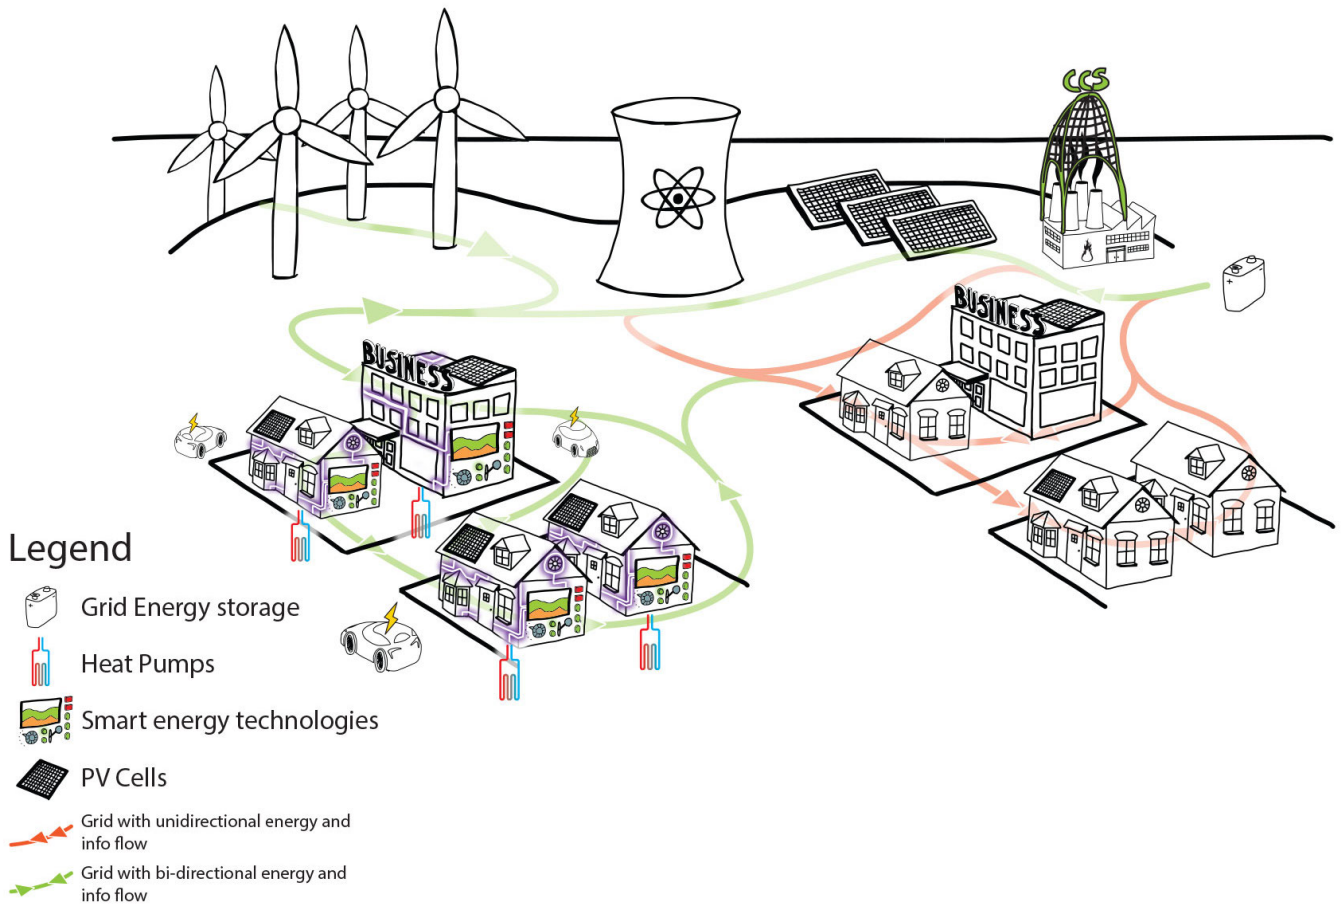 CCS
BUSINESS
BUSINESS
Legend
Grid Energy storage
Heat Pumps
Smart energy technologies
PV Cells
Grid with unidirectional energy and
info flow
Grid with bi-directional energy and
info flow